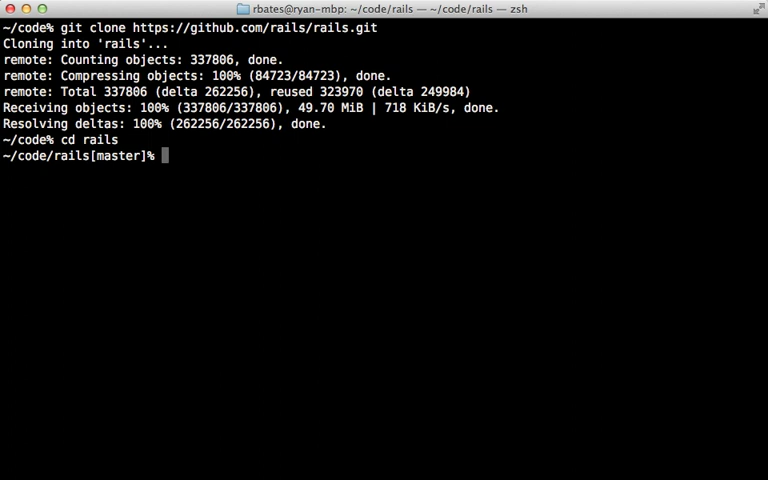 rbates@ryan-mbp: ~/code/rails — ~/code/rails — zsh
~/code% git clone https://github.com/rails/rails.git
Cloning into 'rails'...
remote: Counting objects: 337806, done.
remote: Compressing objects: 100% (84723/84723), done.
remote: Total 337806 (delta 262256), reused 323970 (delta 249984)
Receiving objects: 100% (337806/337806), 49.70 MiB | 718 KiB/s, done.
Resolving deltas: 100% (262256/262256), done.
~/code% cd rails
~/code/rails[master]%